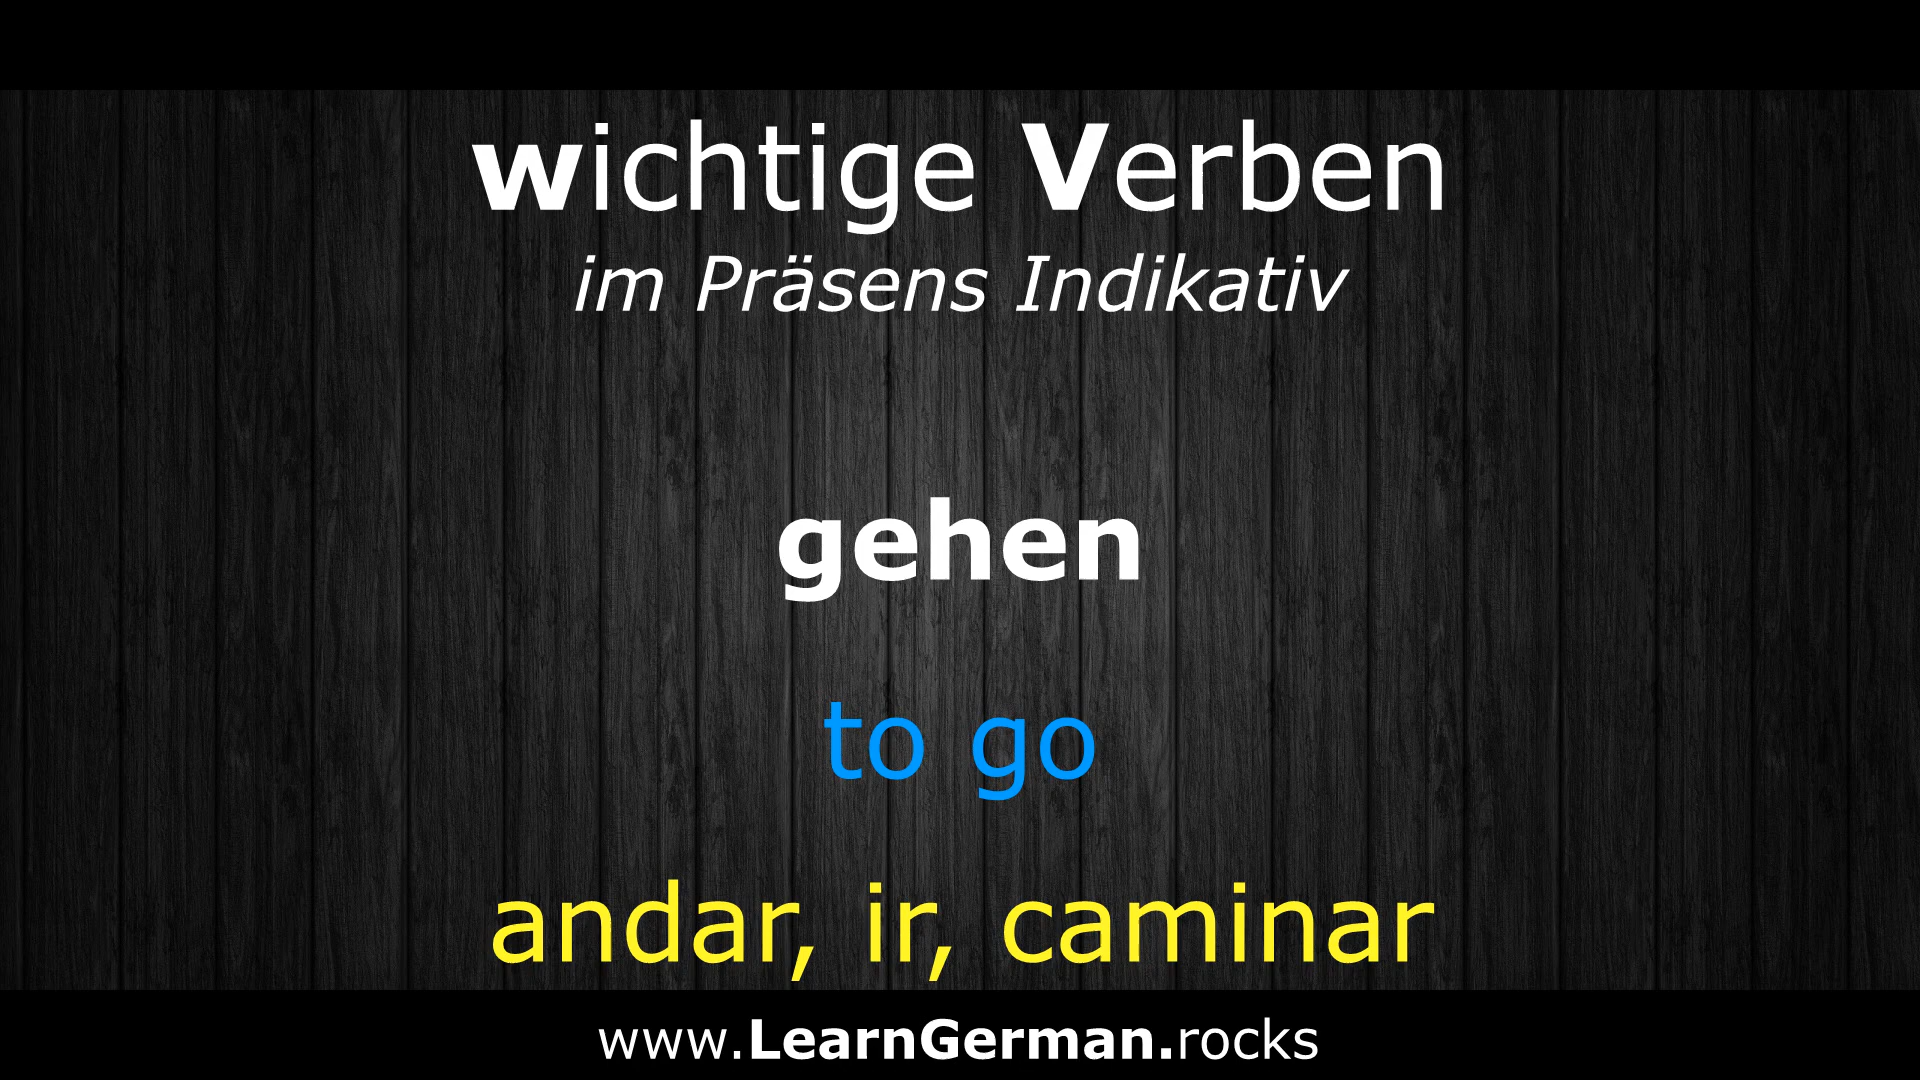 wichtige Verben
im Präsens Indikativ
gehen
to go
andar, ir, caminar
www.LearnGerman.rocks